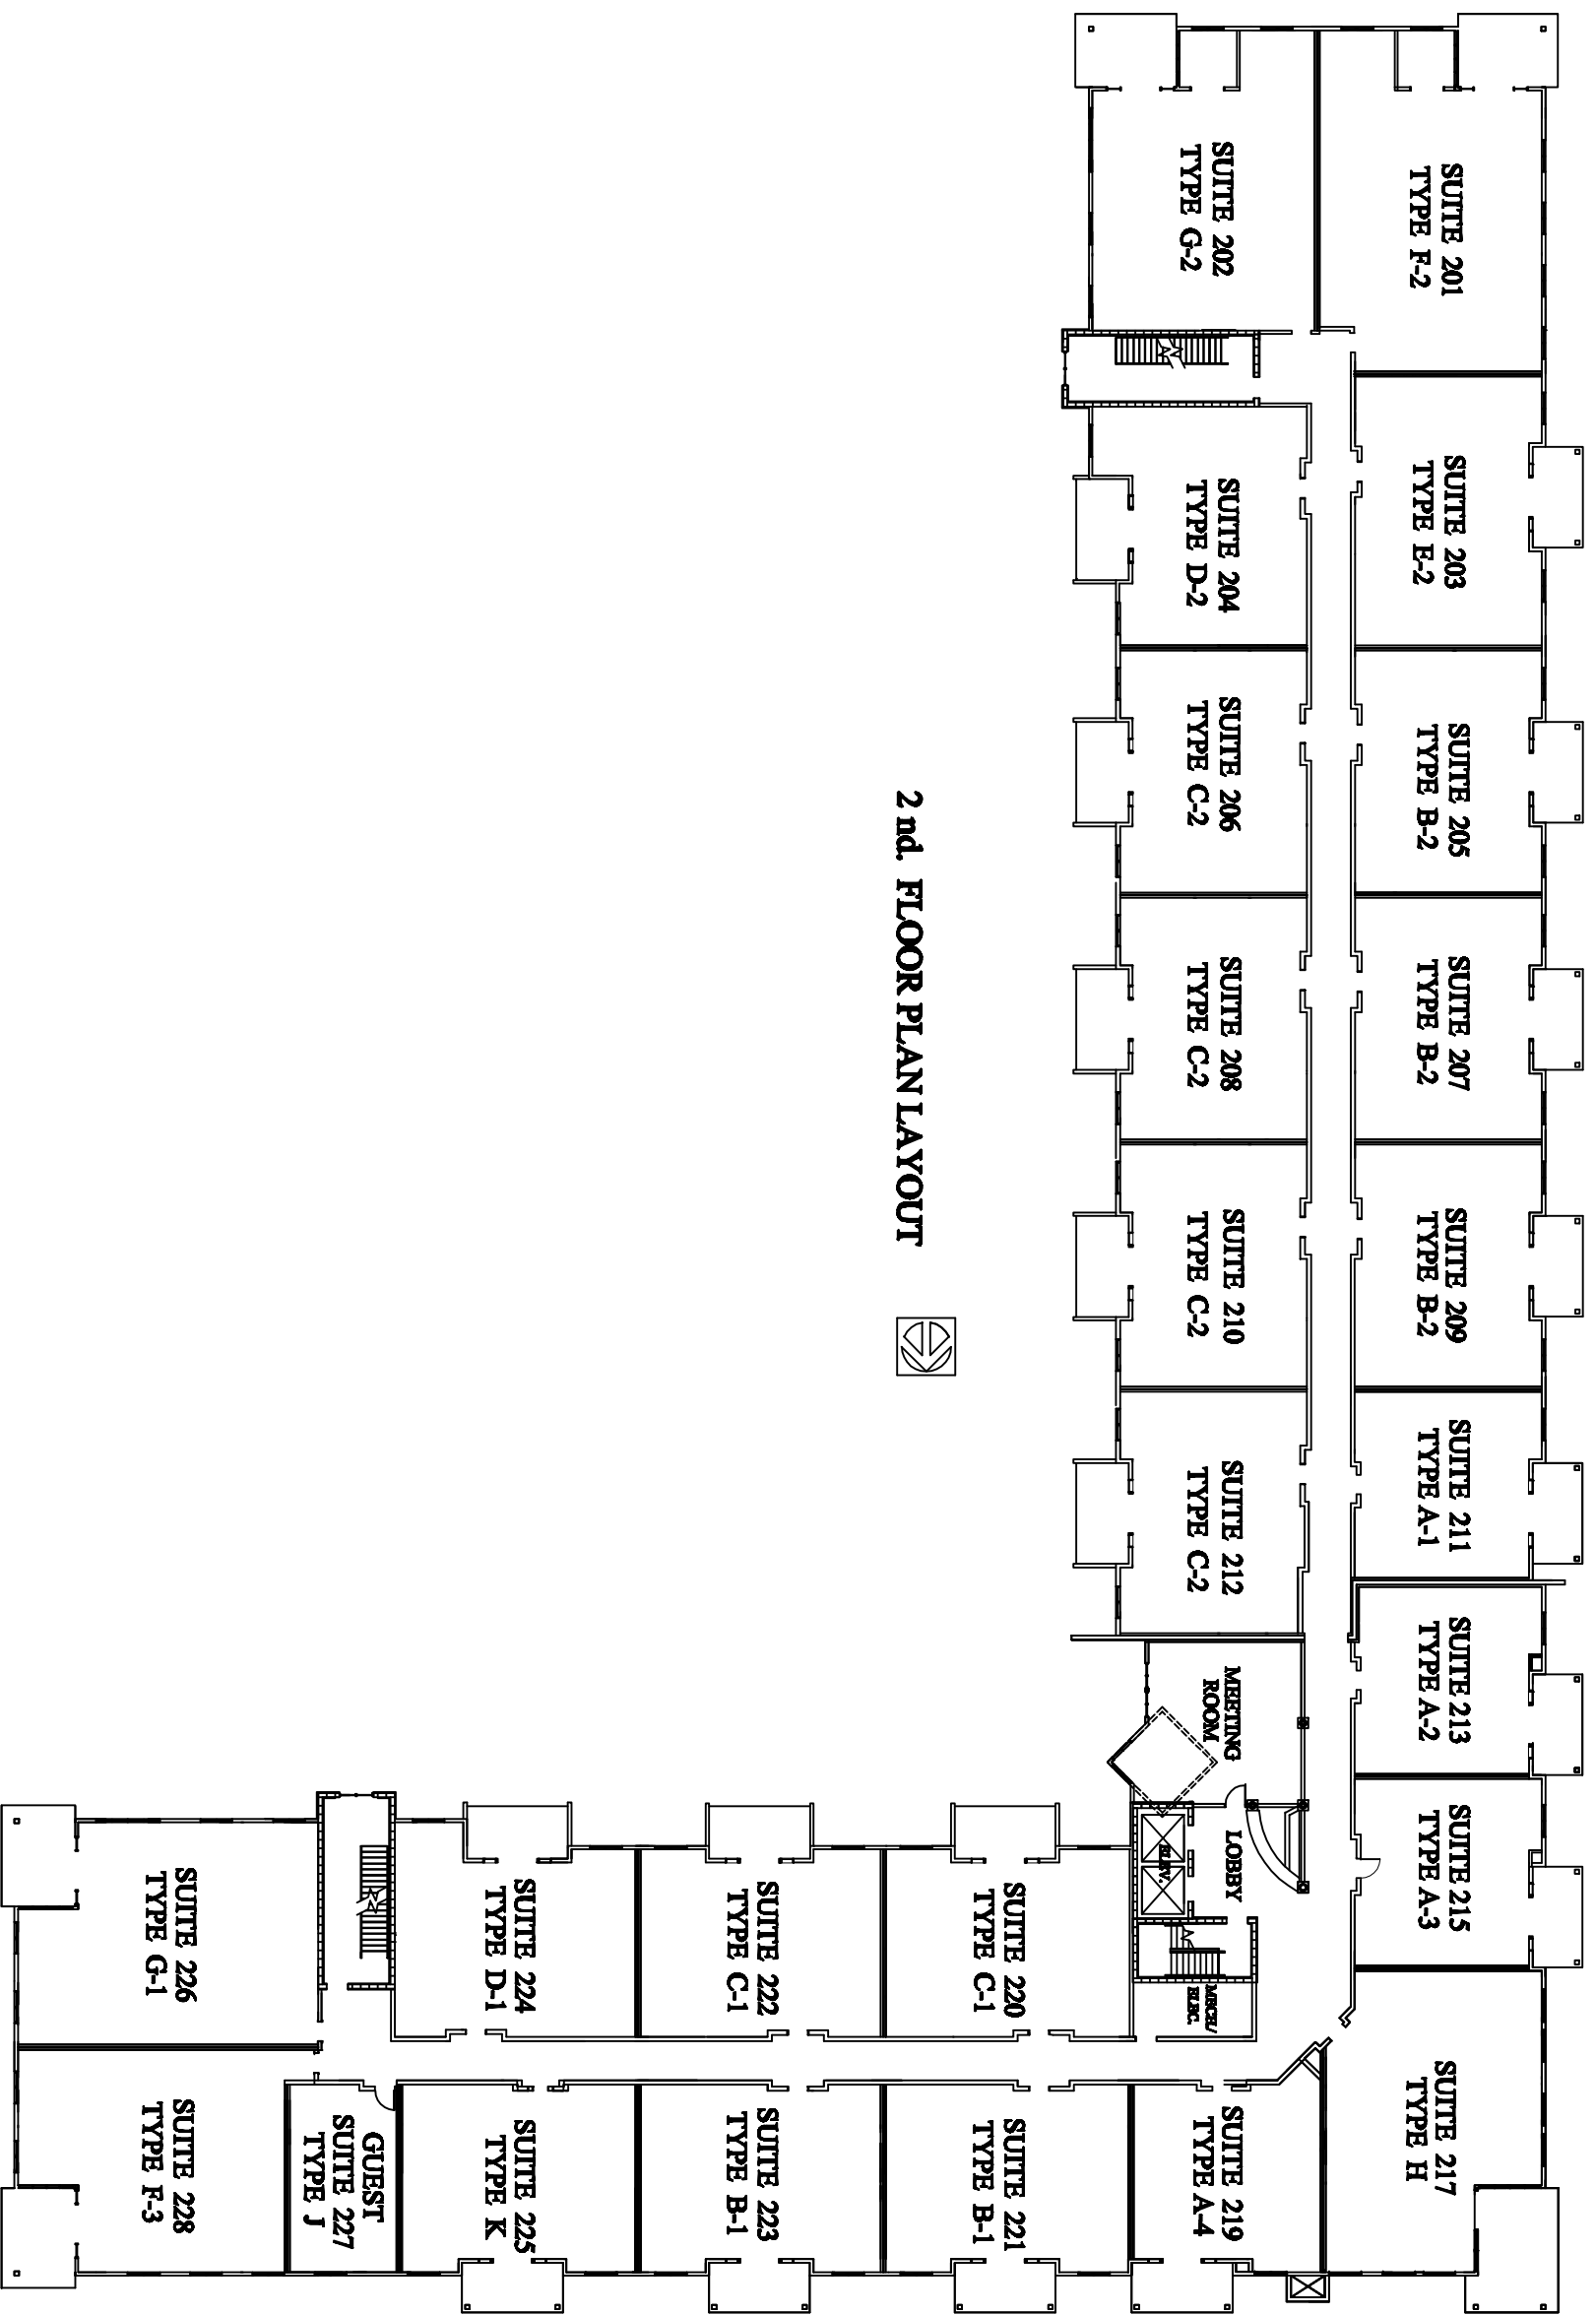 SUITE 201
TYPE F-2
SUITE 202
TYPE G-2
SUITE 203
TYPE E-2
SUITE 204
TYPE D-2
SUITE 205
TYPE B-2
SUITE 206
TYPE C-2
SUITE 207
TYPE B-2
SUITE 208
TYPE C-2
SUITE 209
TYPE B-2
SUITE 210
TYPE C-2
SUITE 211
TYPE A-1
SUITE 212
TYPE C-2
SUITE 213
TYPE A-2
MEETING
ROOM
SUITE 215
TYPE A-3
LOBBY
ELEV.
MECH/
ELEC.
SUITE 217
TYPE H
SUITE 219
TYPE A-4
SUITE 220
TYPE C-1
SUITE 221
TYPE B-1
SUITE 222
TYPE C-1
SUITE 223
TYPE B-1
SUITE 224
TYPE D-1
SUITE 225
TYPE K
GUEST
SUITE 227
TYPE J
SUITE 226
TYPE G-1
SUITE 228
TYPE F-3
2 nd. FLOOR PLAN LAYOUT